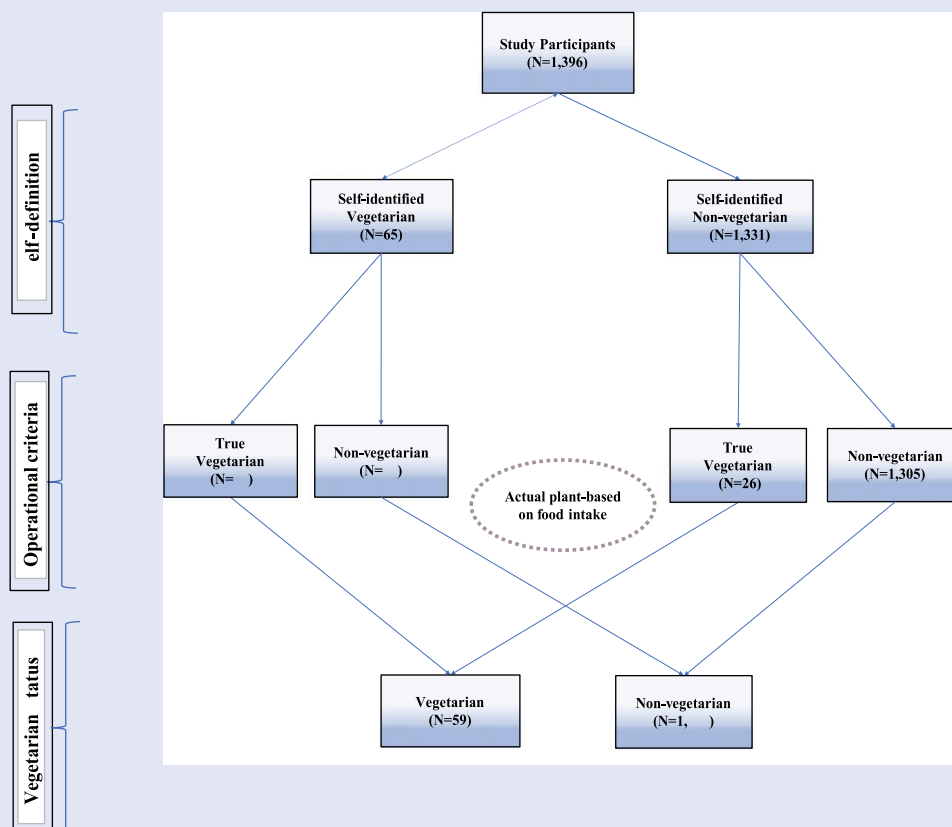 Study Participants
(N=1,396)
elf-definition
Self-identified
Vegetarian
(N=65)
Self-identified
Non-vegetarian
(N=1,331)
Operational criteria
True
Vegetarian
(N= )
Non-vegetarian
(N= )
Actual plant-based
on food intake
True
Vegetarian
(N=26)
Non-vegetarian
(N=1,305)
Vegetarian tatus
Vegetarian
(N=59)
Non-vegetarian
(N=1, )